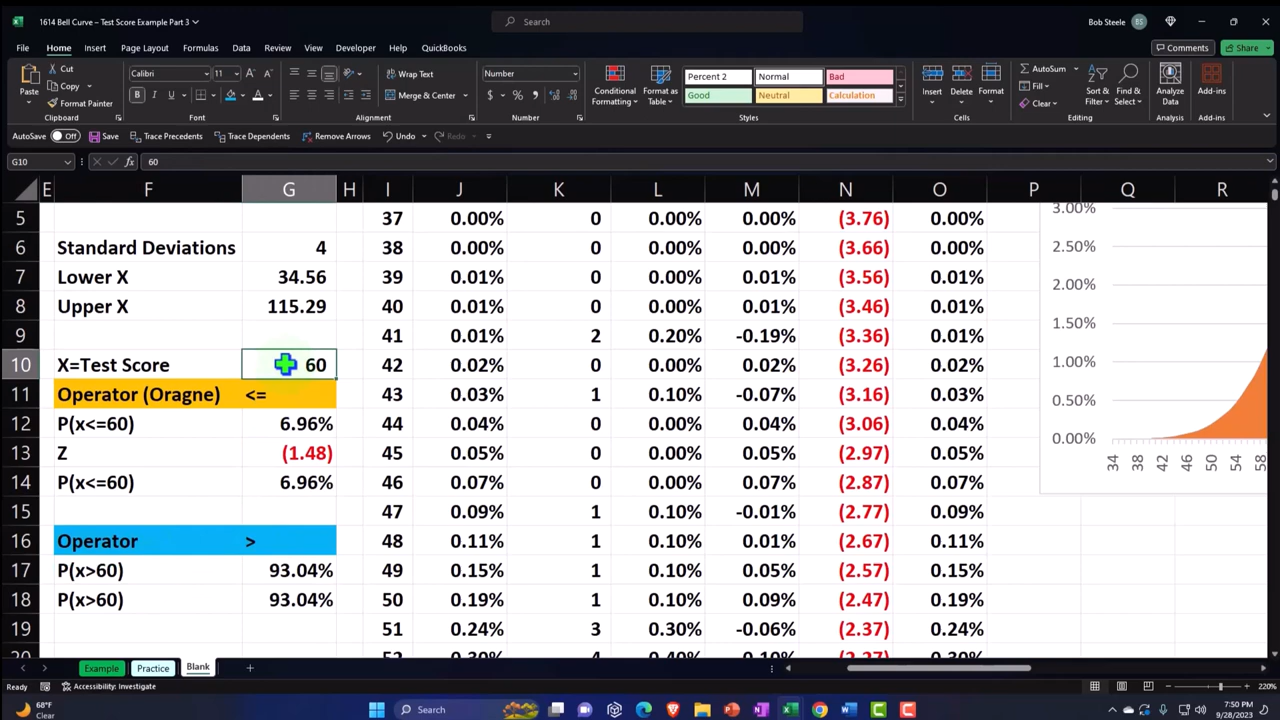 1614 Bell Curve – Test Score Example Part 3
Search
Bob Steele BS
File Home Insert Page Layout Formulas Data Review View Developer Help QuickBooks Comments Share
Paste Cut Copy Format Painter Clipboard
Calibri 11 B I U Font
Wrap Text Merge & Center Alignment
Number $ % Number
Conditional Formatting Format as Table
Percent 2 Normal Bad
Good Neutral Calculation
Styles
Insert Delete Format Cells
AutoSum Fill Clear Sort & Filter Find & Select Editing
Analyze Data Analysis
Add-ins Add-ins
AutoSave Off Save Trace Precedents Trace Dependents Remove Arrows Undo Redo
G10 fx 60
E F G H I J K L M N O P Q R
5 37 0.00% 0 0.00% 0.00% (3.76) 0.00%
6 Standard Deviations 4 38 0.00% 0 0.00% 0.00% (3.66) 0.00%
7 Lower X 34.56 39 0.01% 0 0.00% 0.01% (3.56) 0.01%
8 Upper X 115.29 40 0.01% 0 0.00% 0.01% (3.46) 0.01%
9 41 0.01% 2 0.20% -0.19% (3.36) 0.01%
10 X=Test Score 60 42 0.02% 0 0.00% 0.02% (3.26) 0.02%
11 Operator (Oragne) <= 43 0.03% 1 0.10% -0.07% (3.16) 0.03%
12 P(x<=60) 6.96% 44 0.04% 0 0.00% 0.04% (3.06) 0.04%
13 Z (1.48) 45 0.05% 0 0.00% 0.05% (2.97) 0.05%
14 P(x<=60) 6.96% 46 0.07% 0 0.00% 0.07% (2.87) 0.07%
15 47 0.09% 1 0.10% -0.01% (2.77) 0.09%
16 Operator > 48 0.11% 1 0.10% 0.01% (2.67) 0.11%
17 P(x>60) 93.04% 49 0.15% 1 0.10% 0.05% (2.57) 0.15%
18 P(x>60) 93.04% 50 0.19% 1 0.10% 0.09% (2.47) 0.19%
19 51 0.24% 3 0.30% -0.06% (2.37) 0.24%
3.00%
2.50%
2.00%
1.50%
1.00%
0.50%
0.00%
34 38 42 46 50 54 58
Example Practice Blank
Ready Accessibility: Investigate 220%
68°F
Clear
Search
7:50 PM
9/28/2023